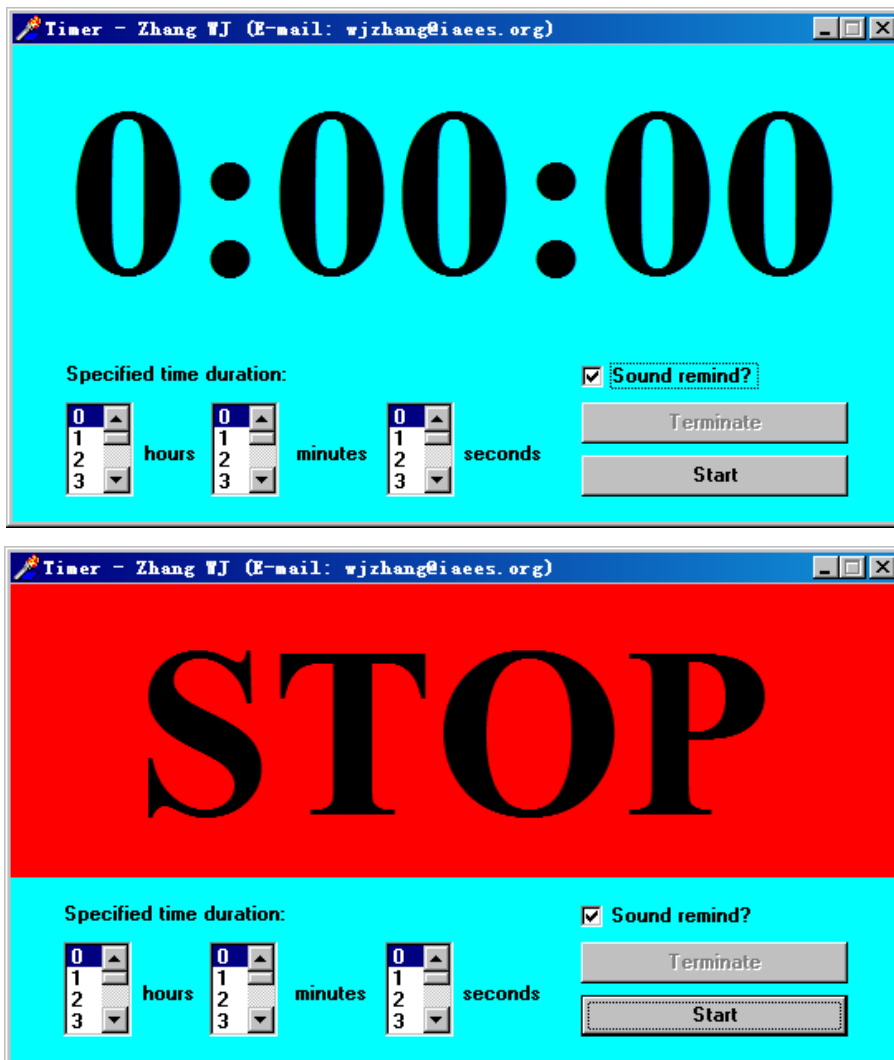 Timer - Zhang WJ (E-mail: wjzhang@iaees.org)
0:00:00
Specified time duration:
Sound remind?
0 0 0
1 1 1
2 hours 2 minutes 2 seconds
3 3 3
Terminate
Start
Timer - Zhang WJ (E-mail: wjzhang@iaees.org)
STOP
Specified time duration:
Sound remind?
0 0 0
1 1 1
2 hours 2 minutes 2 seconds
3 3 3
Terminate
Start